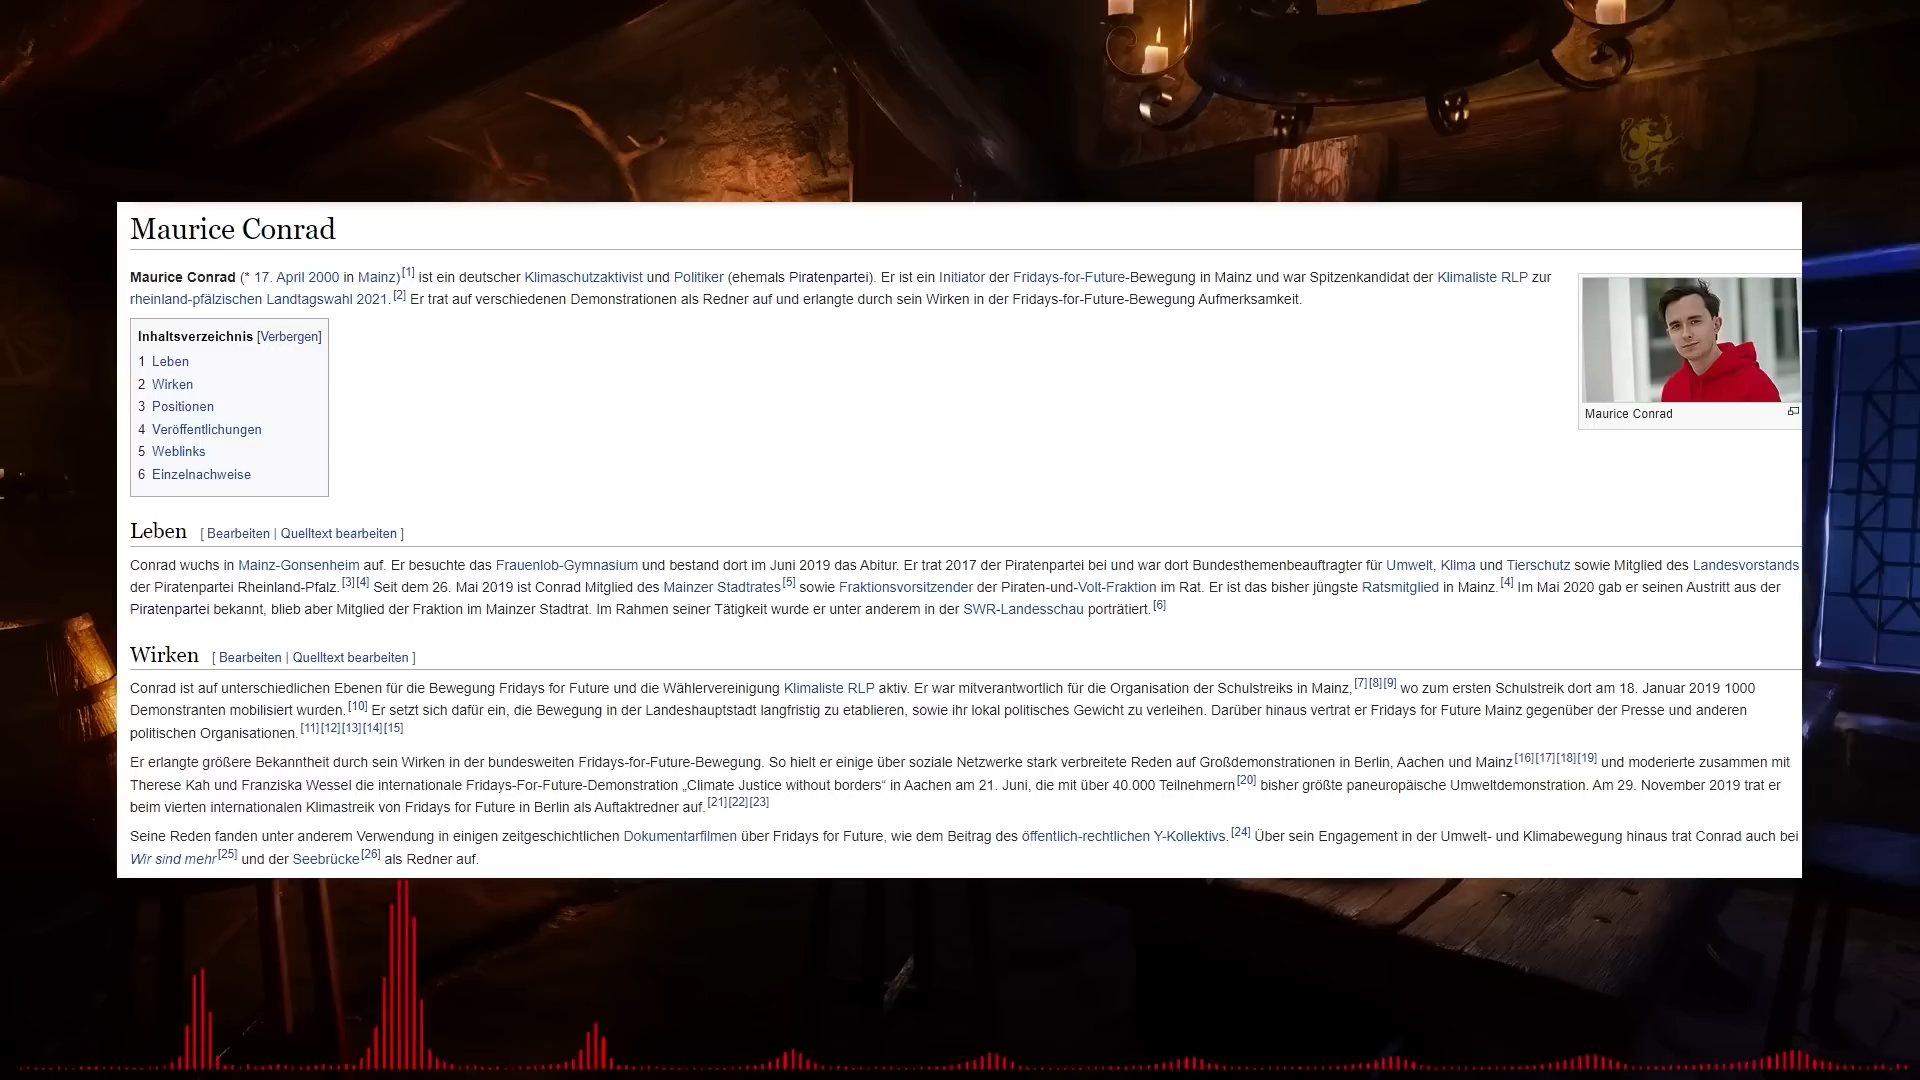 Maurice Conrad
Maurice Conrad (* 17. April 2000 in Mainz)[1] ist ein deutscher Klimaschutzaktivist und Politiker (ehemals Piratenpartei). Er ist ein Initiator der Fridays-for-Future-Bewegung in Mainz und war Spitzenkandidat der Klimaliste RLP zur
rheinland-pfälzischen Landtagswahl 2021.[2] Er trat auf verschiedenen Demonstrationen als Redner auf und erlangte durch sein Wirken in der Fridays-for-Future-Bewegung Aufmerksamkeit.
Maurice Conrad
Inhaltsverzeichnis [Verbergen]
1 Leben
2 Wirken
3 Positionen
4 Veröffentlichungen
5 Weblinks
6 Einzelnachweise
Leben [ Bearbeiten | Quelltext bearbeiten ]
Conrad wuchs in Mainz-Gonsenheim auf. Er besuchte das Frauenlob-Gymnasium und bestand dort im Juni 2019 das Abitur. Er trat 2017 der Piratenpartei bei und war dort Bundesthemenbeauftragter für Umwelt, Klima und Tierschutz sowie Mitglied des Landesvorstands
der Piratenpartei Rheinland-Pfalz.[3][4] Seit dem 26. Mai 2019 ist Conrad Mitglied des Mainzer Stadtrates[5] sowie Fraktionsvorsitzender der Piraten-und-Volt-Fraktion im Rat. Er ist das bisher jüngste Ratsmitglied in Mainz.[4] Im Mai 2020 gab er seinen Austritt aus der
Piratenpartei bekannt, blieb aber Mitglied der Fraktion im Mainzer Stadtrat. Im Rahmen seiner Tätigkeit wurde er unter anderem in der SWR-Landesschau porträtiert.[6]
Wirken [ Bearbeiten | Quelltext bearbeiten ]
Conrad ist auf unterschiedlichen Ebenen für die Bewegung Fridays for Future und die Wählervereinigung Klimaliste RLP aktiv. Er war mitverantwortlich für die Organisation der Schulstreiks in Mainz,[7][8][9] wo zum ersten Schulstreik dort am 18. Januar 2019 1000
Demonstranten mobilisiert wurden.[10] Er setzt sich dafür ein, die Bewegung in der Landeshauptstadt langfristig zu etablieren, sowie ihr lokal politisches Gewicht zu verleihen. Darüber hinaus vertrat er Fridays for Future Mainz gegenüber der Presse und anderen
politischen Organisationen.[11][12][13][14][15]
Er erlangte größere Bekanntheit durch sein Wirken in der bundesweiten Fridays-for-Future-Bewegung. So hielt er einige über soziale Netzwerke stark verbreitete Reden auf Großdemonstrationen in Berlin, Aachen und Mainz[16][17][18][19] und moderierte zusammen mit
Therese Kah und Franziska Wessel die internationale Fridays-For-Future-Demonstration „Climate Justice without borders“ in Aachen am 21. Juni, die mit über 40.000 Teilnehmern[20] bisher größte paneuropäische Umweltdemonstration. Am 29. November 2019 trat er
beim vierten internationalen Klimastreik von Fridays for Future in Berlin als Auftaktredner auf.[21][22][23]
Seine Reden fanden unter anderem Verwendung in einigen zeitgeschichtlichen Dokumentarfilmen über Fridays for Future, wie dem Beitrag des öffentlich-rechtlichen Y-Kollektivs.[24] Über sein Engagement in der Umwelt- und Klimabewegung hinaus trat Conrad auch bei
Wir sind mehr[25] und der Seebrücke[26] als Redner auf.